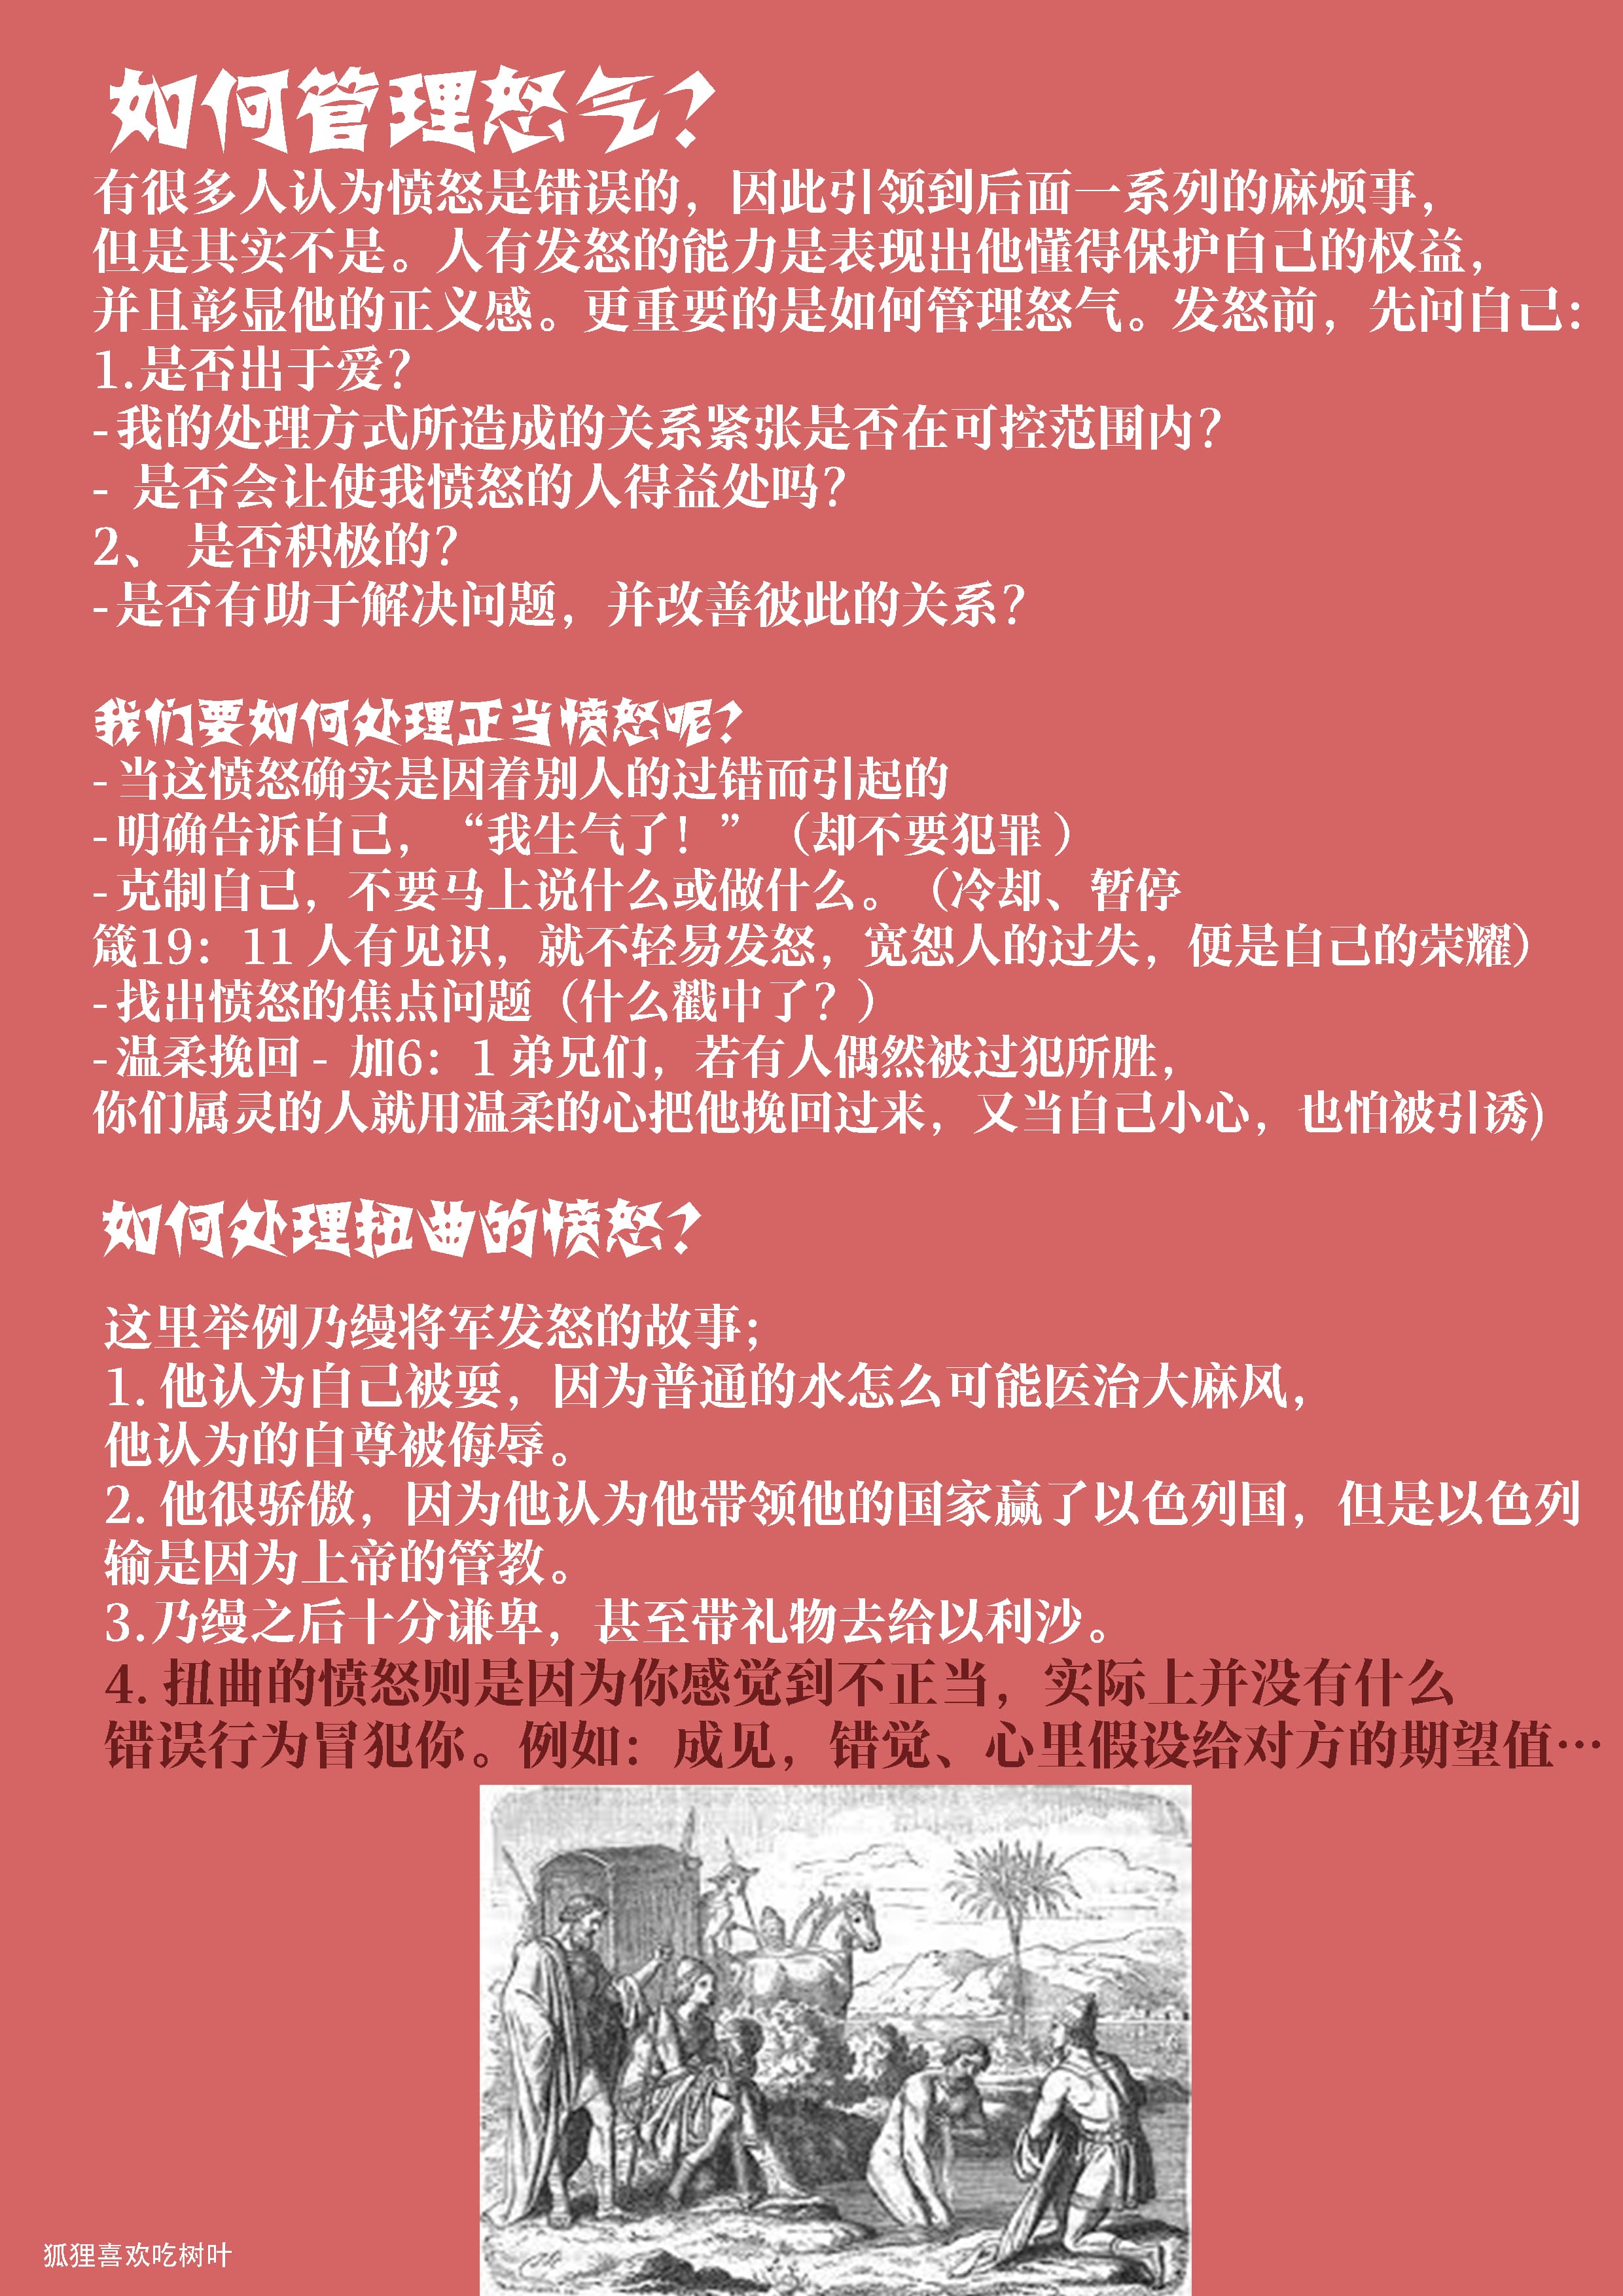 如何管理怒气？
有很多人认为愤怒是错误的，因此引领到后面一系列的麻烦事，
但是其实不是。人有发怒的能力是表现出他懂得保护自己的权益，
并且彰显他的正义感。更重要的是如何管理怒气。发怒前，先问自己：
1.是否出于爱？
-我的处理方式所造成的关系紧张是否在可控范围内？
- 是否会让使我愤怒的人得益处吗？
2、 是否积极的？
-是否有助于解决问题，并改善彼此的关系？
我们要如何处理正当愤怒呢？
-当这愤怒确实是因着别人的过错而引起的
-明确告诉自己，“我生气了！”（却不要犯罪）
-克制自己，不要马上说什么或做什么。（冷却、暂停
箴19：11 人有见识，就不轻易发怒，宽恕人的过失，便是自己的荣耀）
-找出愤怒的焦点问题（什么戳中了？）
-温柔挽回 - 加6：1 弟兄们，若有人偶然被过犯所胜，
你们属灵的人就用温柔的心把他挽回过来，又当自己小心，也怕被引诱)
如何处理扭曲的愤怒？
这里举例乃缦将军发怒的故事；
1. 他认为自己被耍，因为普通的水怎么可能医治大麻风，
他认为的自尊被侮辱。
2. 他很骄傲，因为他认为他带领他的国家赢了以色列国，但是以色列
输是因为上帝的管教。
3.乃缦之后十分谦卑，甚至带礼物去给以利沙。
4. 扭曲的愤怒则是因为你感觉到不正当，实际上并没有什么
错误行为冒犯你。例如：成见，错觉、心里假设给对方的期望值…
狐狸喜欢吃树叶